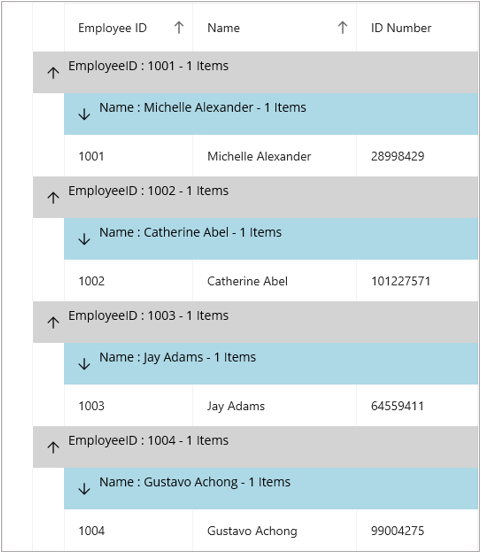 Employee ID Name ID Number
EmployeeID : 1001 - 1 Items
Name : Michelle Alexander - 1 Items
1001 Michelle Alexander 28998429
EmployeeID : 1002 - 1 Items
Name : Catherine Abel - 1 Items
1002 Catherine Abel 101227571
EmployeeID : 1003 - 1 Items
Name : Jay Adams - 1 Items
1003 Jay Adams 64559411
EmployeeID : 1004 - 1 Items
Name : Gustavo Achong - 1 Items
1004 Gustavo Achong 99004275